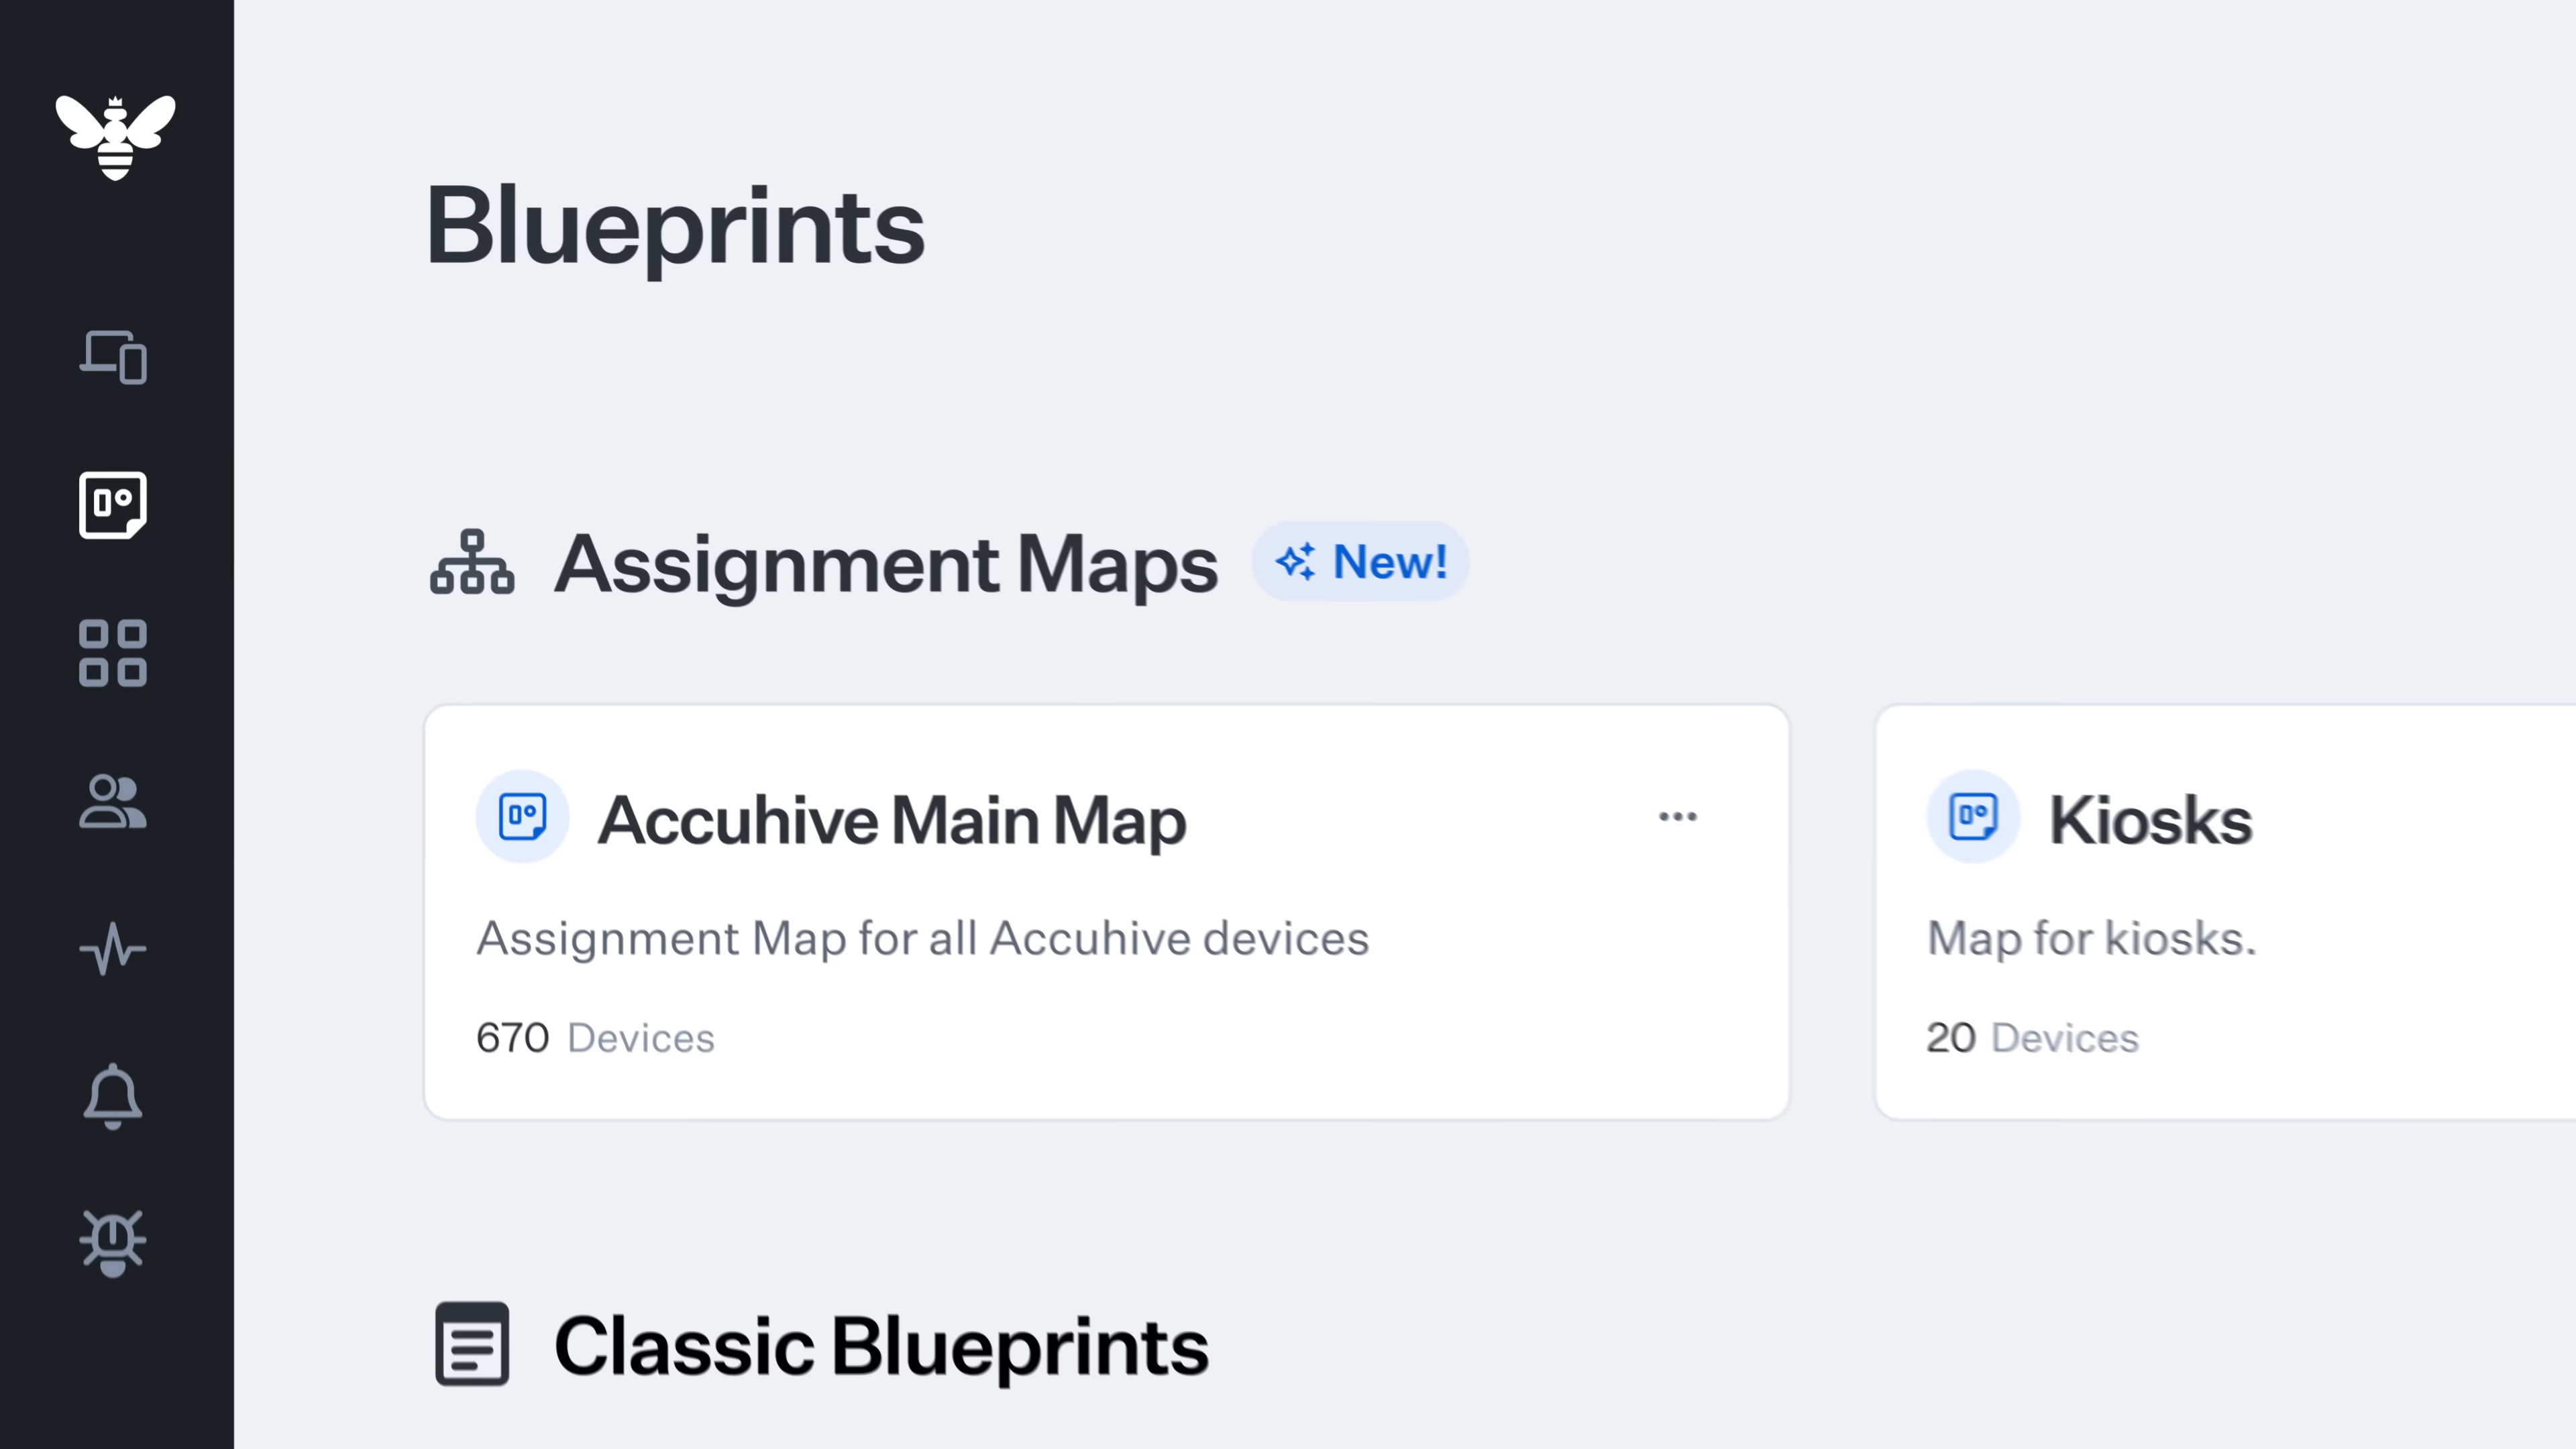 Blueprints
Assignment Maps
New!
Accuhive Main Map
Assignment Map for all Accuhive devices
670 Devices
Kiosks
Map for kiosks.
20 Devices
Classic Blueprints